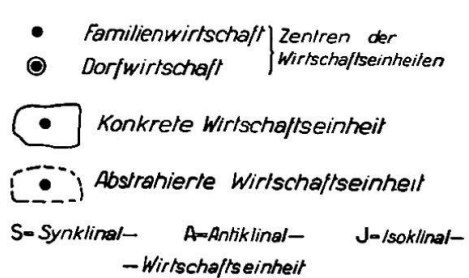 Familienwirtschaft
Dorfwirtschaft
Zentren der
Wirtschaftseinheiten
Konkrete Wirtschaftseinheit
Abstrahierte Wirtschaftseinheit
S= Synklinal— A=Antiklinal— J=Isoklinal—
—Wirtschaftseinheit